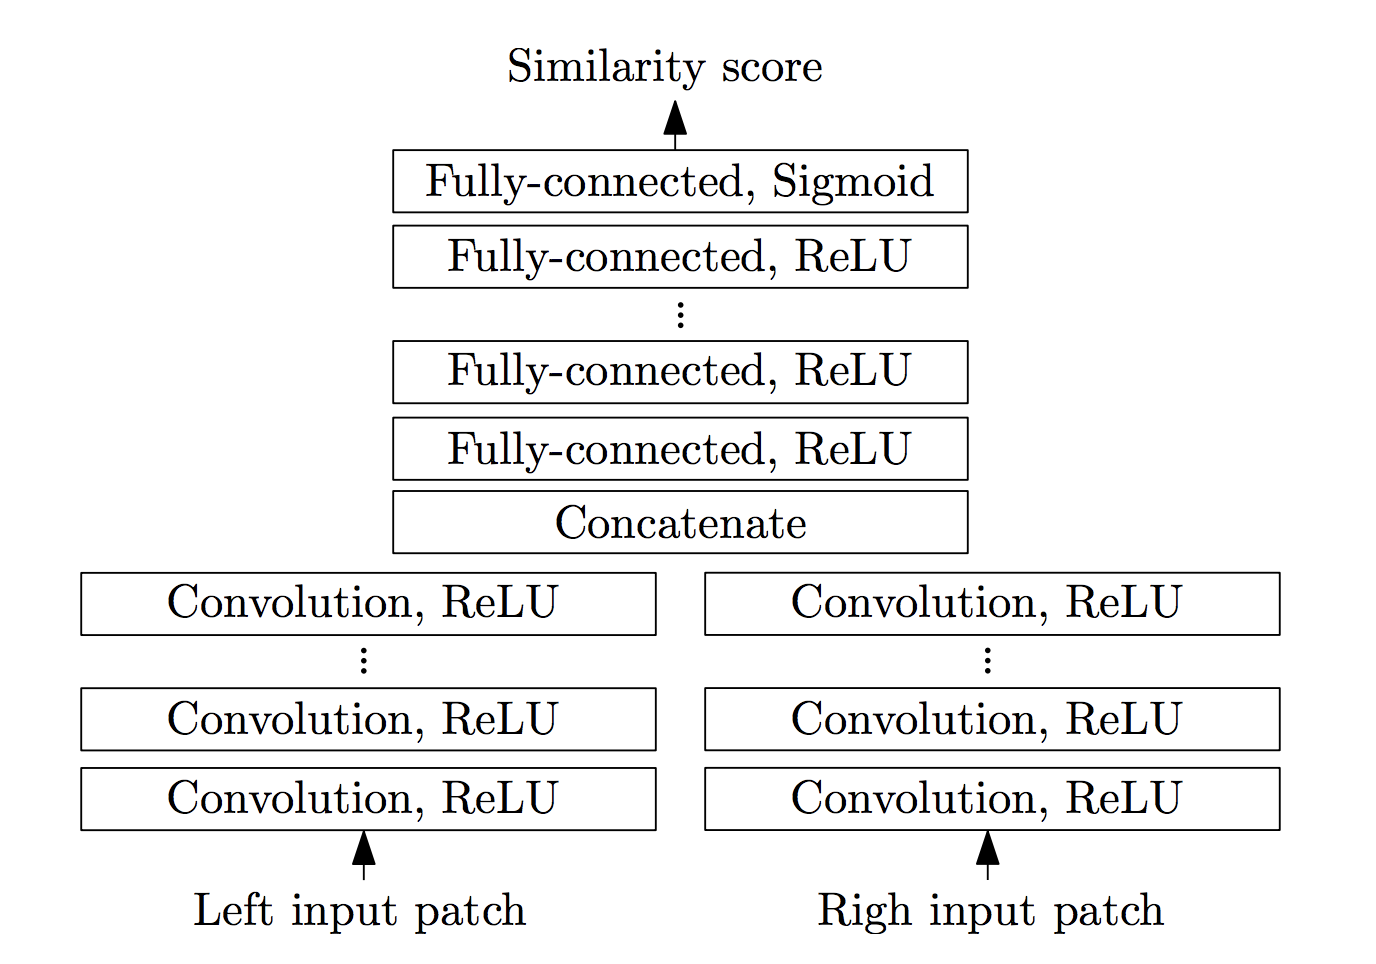 Similarity score
Fully-connected, Sigmoid
Fully-connected, ReLU
Fully-connected, ReLU
Fully-connected, ReLU
Concatenate
Convolution, ReLU
Convolution, ReLU
Convolution, ReLU
Convolution, ReLU
Convolution, ReLU
Convolution, ReLU
Left input patch
Righ input patch